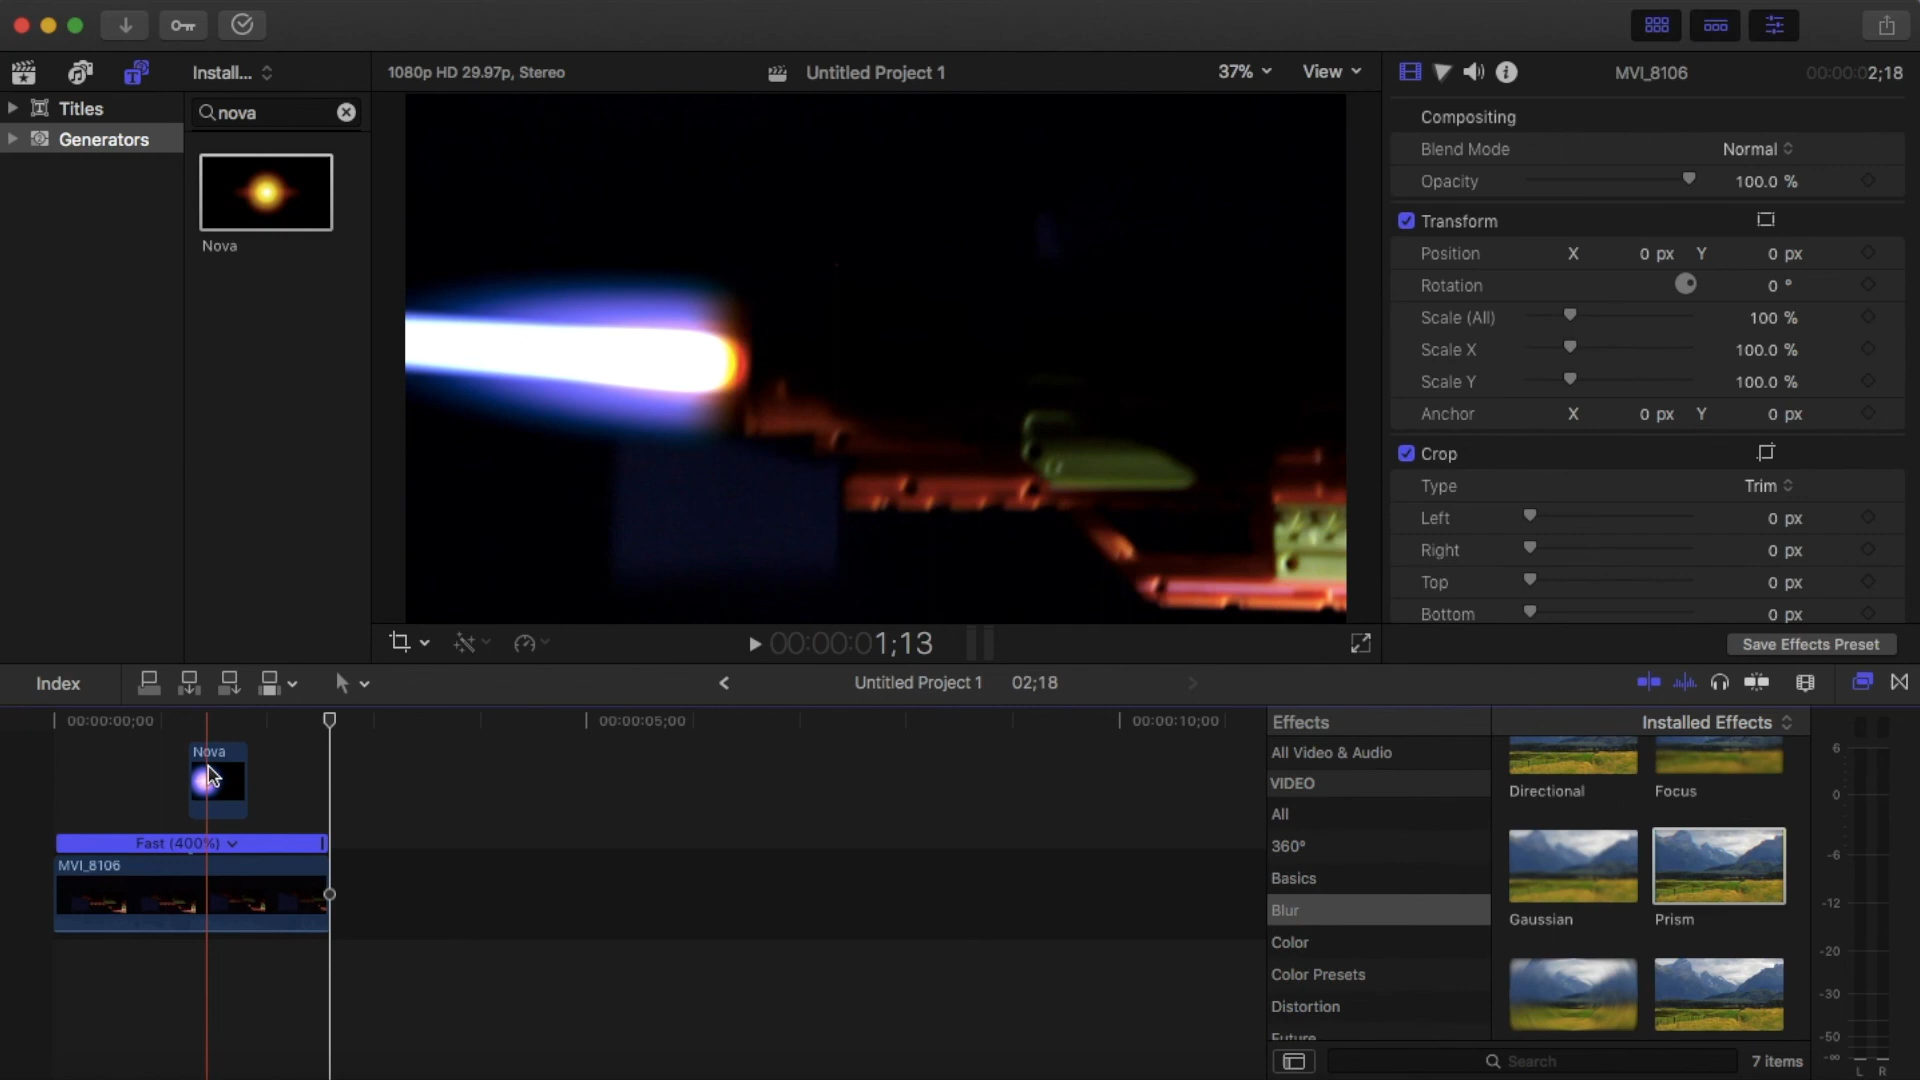 Install...
1080p HD 29.97p, Stereo
Untitled Project 1
37%
View
MVI_8106
00:00:02;18
Titles
Generators
nova
Nova
Compositing
Blend Mode Normal
Opacity 100.0 %
Transform
Position X 0 px Y 0 px
Rotation 0 °
Scale (All) 100 %
Scale X 100.0 %
Scale Y 100.0 %
Anchor X 0 px Y 0 px
Crop
Type Trim
Left 0 px
Right 0 px
Top 0 px
Bottom 0 px
00:00:01;13
Save Effects Preset
Index
Untitled Project 1 02;18
00:00:00;00
00:00:05;00
00:00:10;00
Nova
Fast (400%)
MVI_8106
Effects
Installed Effects
All Video & Audio
VIDEO
All
360°
Basics
Blur
Color
Color Presets
Distortion
Future
Directional
Focus
Gaussian
Prism
Search
7 items
6
0
-6
-12
-20
-30
-50
-∞
L R